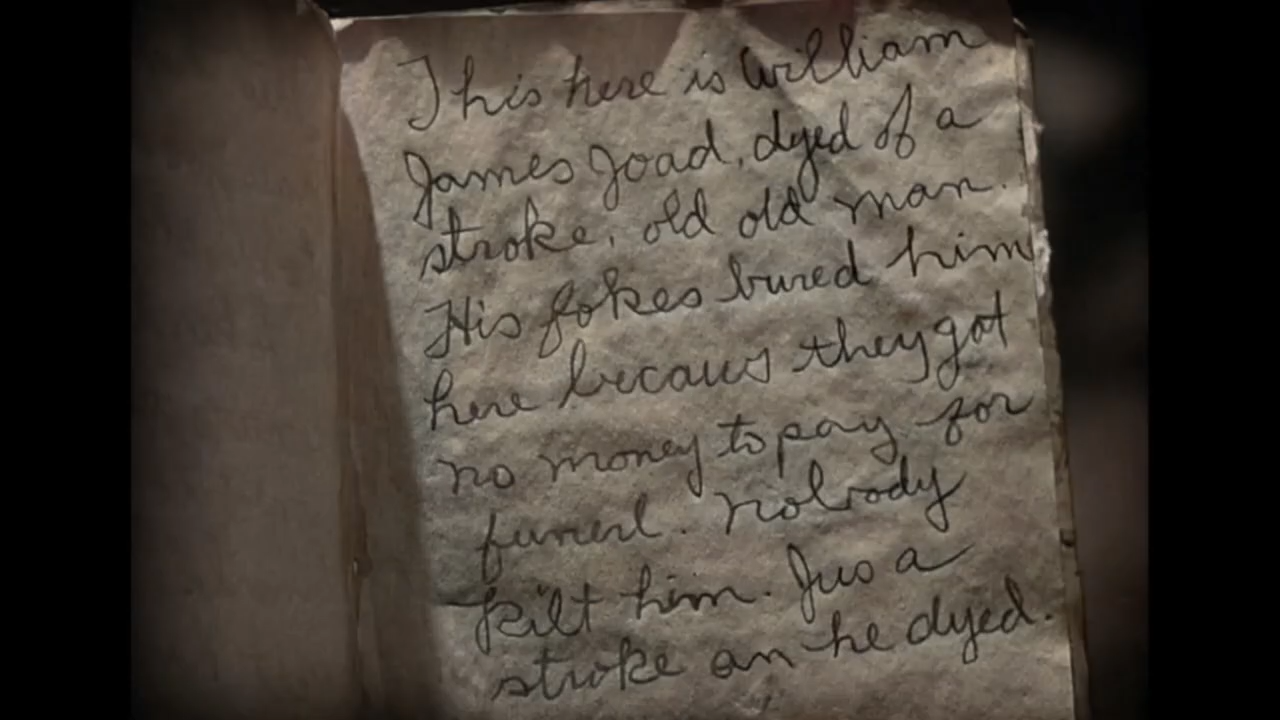 This here is William
James Joad, dyed of a
stroke, old old man.
His fokes bured him
here becaus they got
no money to pay for
funerl. Nobody
kilt him. Jus a
stroke an he dyed.